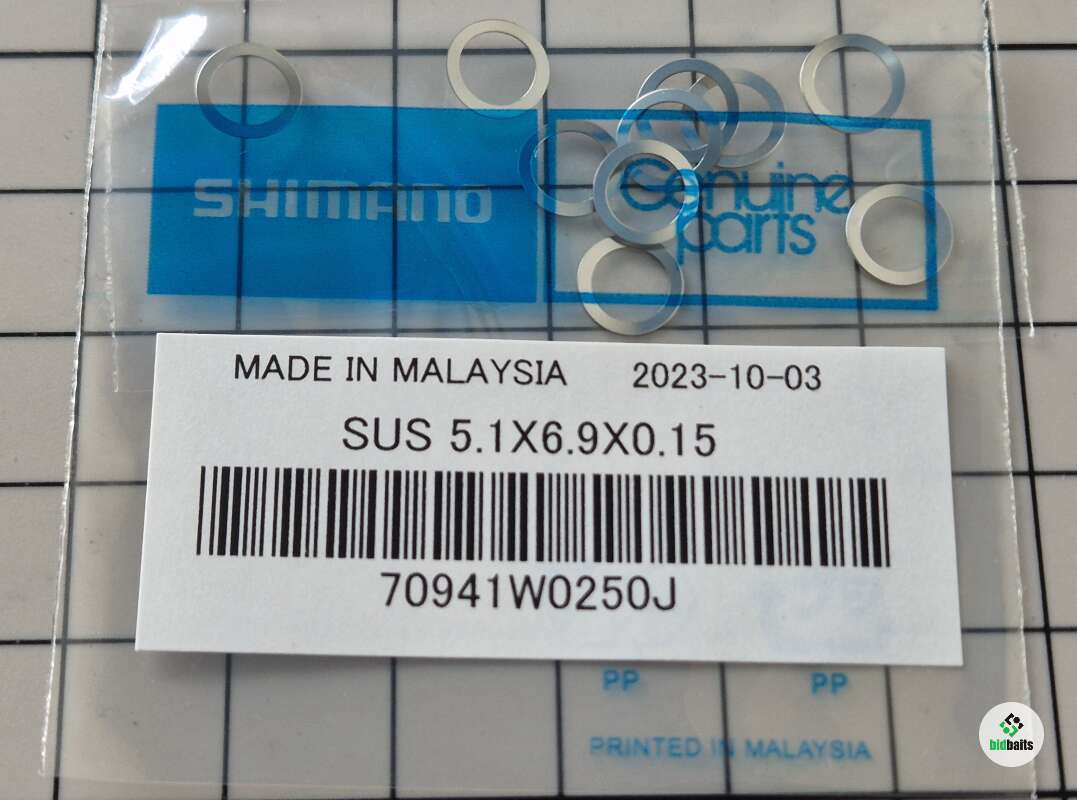 SHIMANO
Genuine
parts
MADE IN MALAYSIA 2023-10-03
SUS 5.1X6.9X0.15
70941W0250J
PP PP
PRINTED IN MALAYSIA
bidbaits